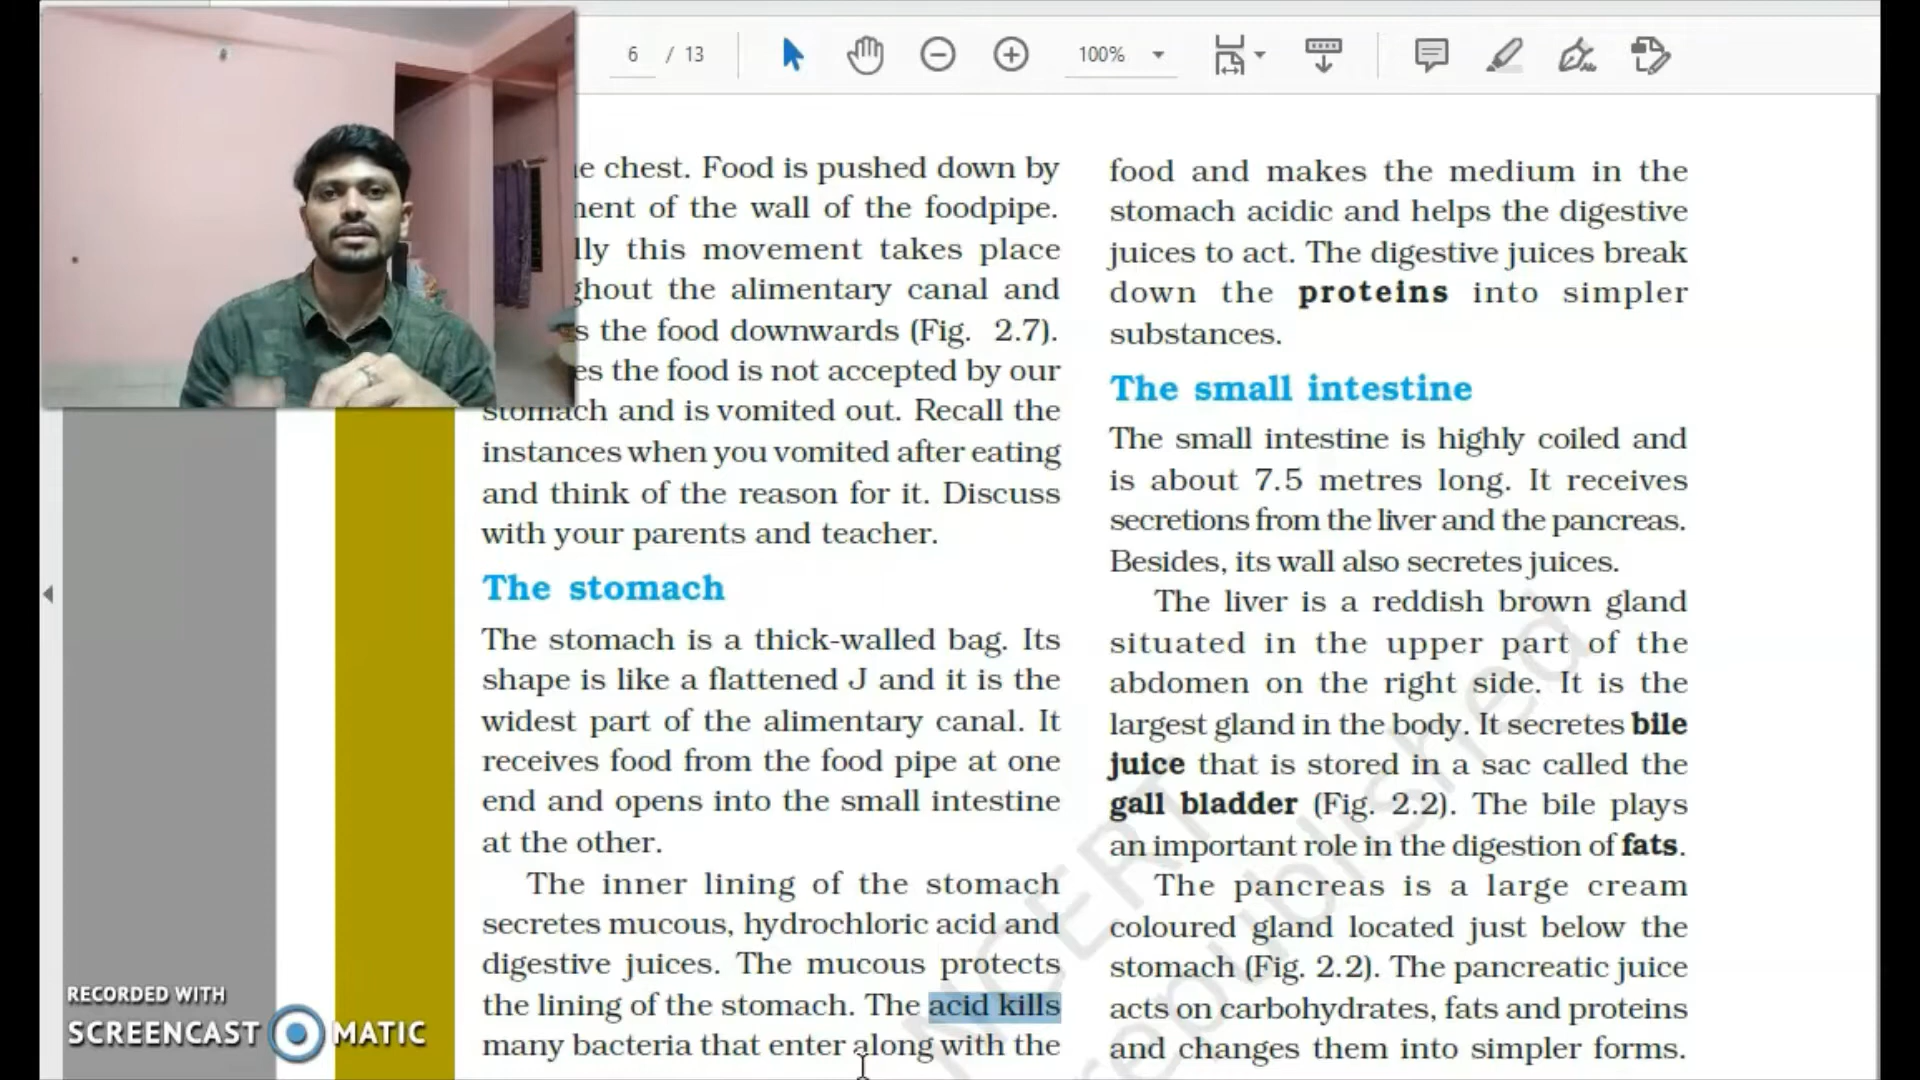 6 / 13
100%
e chest. Food is pushed down by
ent of the wall of the foodpipe.
lly this movement takes place
ghout the alimentary canal and
s the food downwards (Fig. 2.7).
es the food is not accepted by our
stomach and is vomited out. Recall the
instances when you vomited after eating
and think of the reason for it. Discuss
with your parents and teacher.
The stomach
The stomach is a thick-walled bag. Its
shape is like a flattened J and it is the
widest part of the alimentary canal. It
receives food from the food pipe at one
end and opens into the small intestine
at the other.
The inner lining of the stomach
secretes mucous, hydrochloric acid and
digestive juices. The mucous protects
the lining of the stomach. The acid kills
many bacteria that enter along with the
food and makes the medium in the
stomach acidic and helps the digestive
juices to act. The digestive juices break
down the proteins into simpler
substances.
The small intestine
The small intestine is highly coiled and
is about 7.5 metres long. It receives
secretions from the liver and the pancreas.
Besides, its wall also secretes juices.
The liver is a reddish brown gland
situated in the upper part of the
abdomen on the right side. It is the
largest gland in the body. It secretes bile
juice that is stored in a sac called the
gall bladder (Fig. 2.2). The bile plays
an important role in the digestion of fats.
The pancreas is a large cream
coloured gland located just below the
stomach (Fig. 2.2). The pancreatic juice
acts on carbohydrates, fats and proteins
and changes them into simpler forms.
NCERT
republished
RECORDED WITH
SCREENCAST MATIC